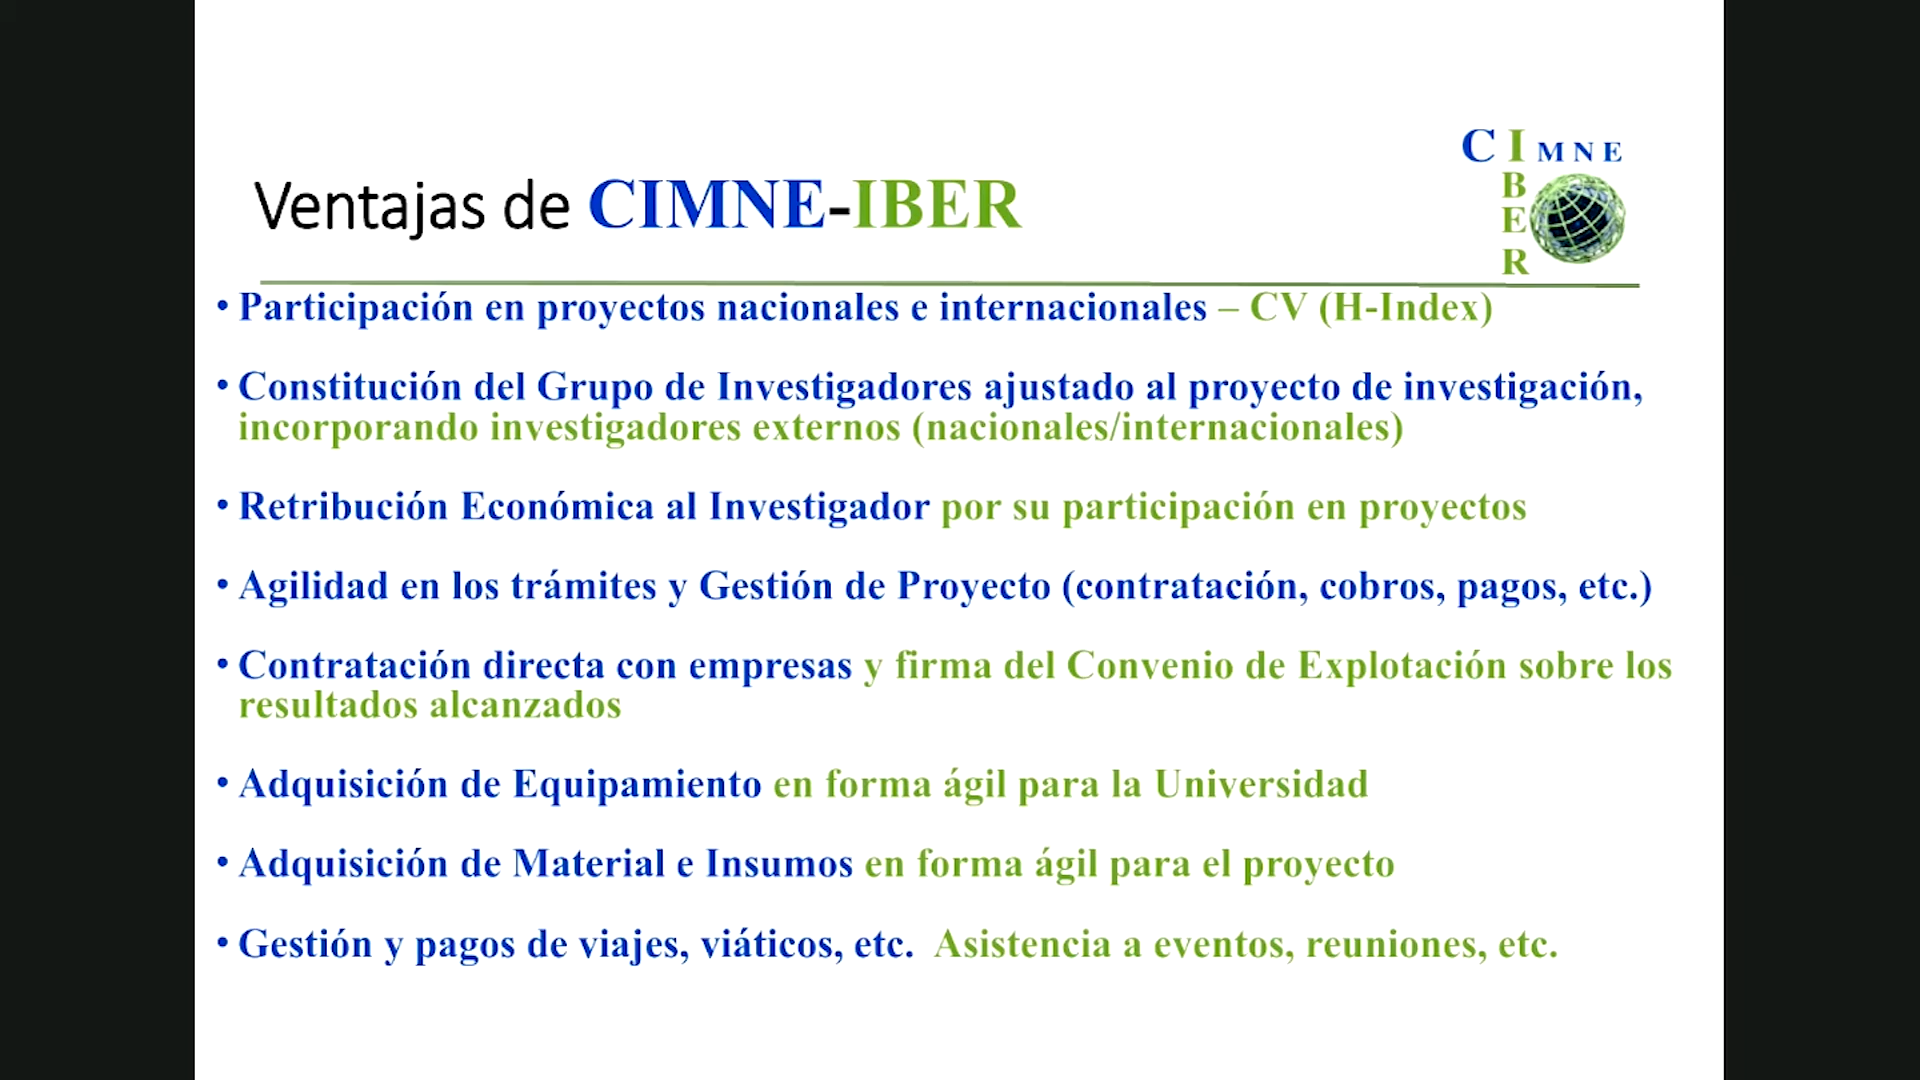 CIMNE
IBER
Ventajas de CIMNE-IBER
• Participación en proyectos nacionales e internacionales – CV (H-Index)
• Constitución del Grupo de Investigadores ajustado al proyecto de investigación,
incorporando investigadores externos (nacionales/internacionales)
• Retribución Económica al Investigador por su participación en proyectos
• Agilidad en los trámites y Gestión de Proyecto (contratación, cobros, pagos, etc.)
• Contratación directa con empresas y firma del Convenio de Explotación sobre los
resultados alcanzados
• Adquisición de Equipamiento en forma ágil para la Universidad
• Adquisición de Material e Insumos en forma ágil para el proyecto
• Gestión y pagos de viajes, viáticos, etc. Asistencia a eventos, reuniones, etc.